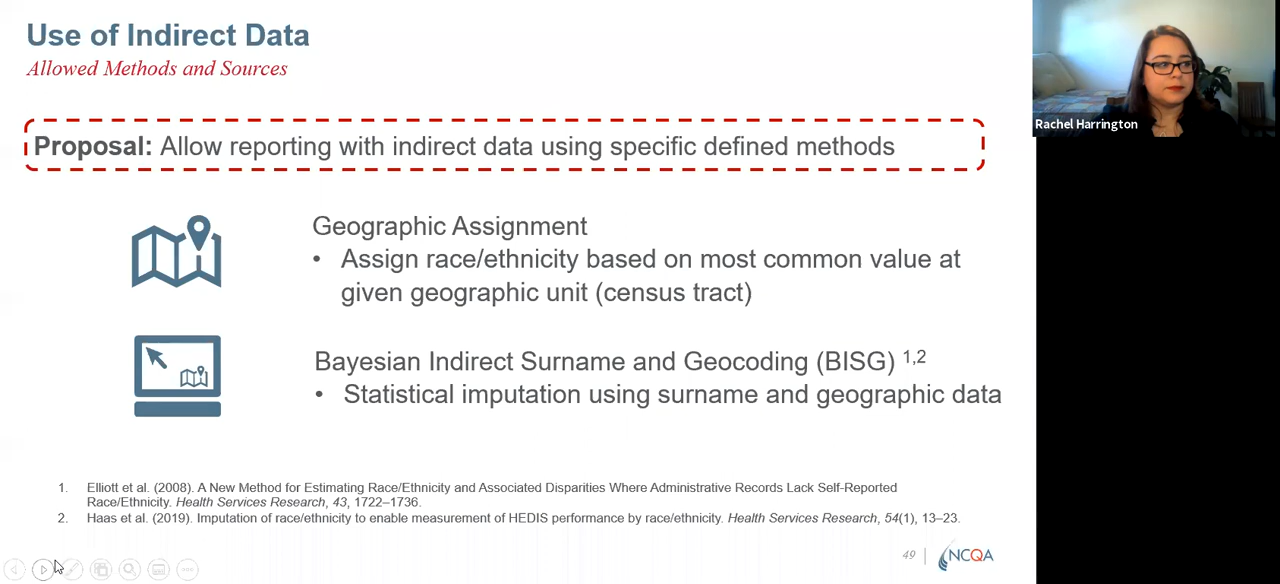 Use of Indirect Data
Allowed Methods and Sources
Proposal: Allow reporting with indirect data using specific defined methods
Geographic Assignment
• Assign race/ethnicity based on most common value at
given geographic unit (census tract)
Bayesian Indirect Surname and Geocoding (BISG) 1,2
• Statistical imputation using surname and geographic data
1. Elliott et al. (2008). A New Method for Estimating Race/Ethnicity and Associated Disparities Where Administrative Records Lack Self-Reported
Race/Ethnicity. Health Services Research, 43, 1722–1736.
2. Haas et al. (2019). Imputation of race/ethnicity to enable measurement of HEDIS performance by race/ethnicity. Health Services Research, 54(1), 13–23.
49 | NCQA
Rachel Harrington